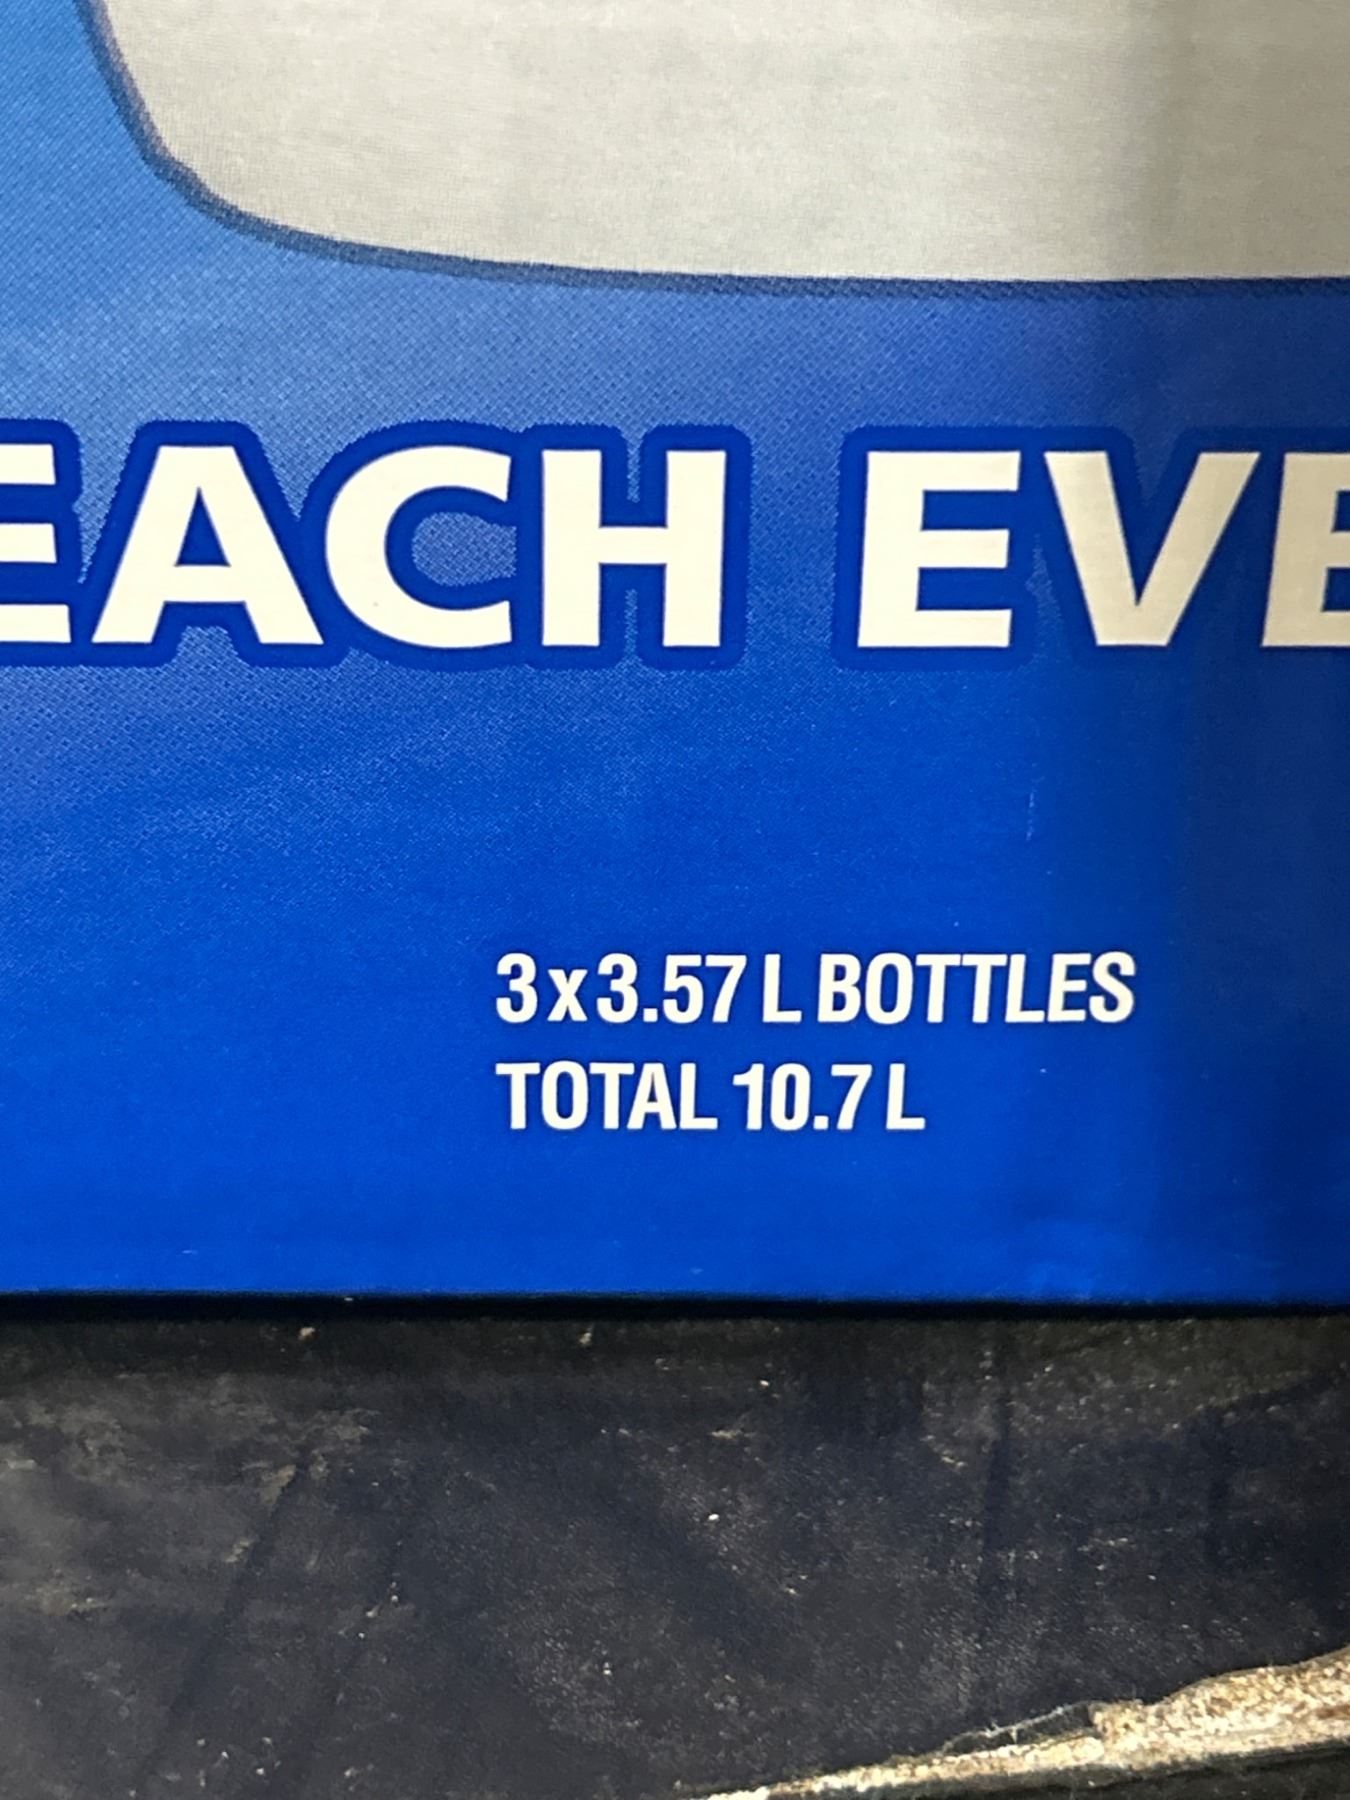 EACH EVE
3 x 3.57 L BOTTLES
TOTAL 10.7 L